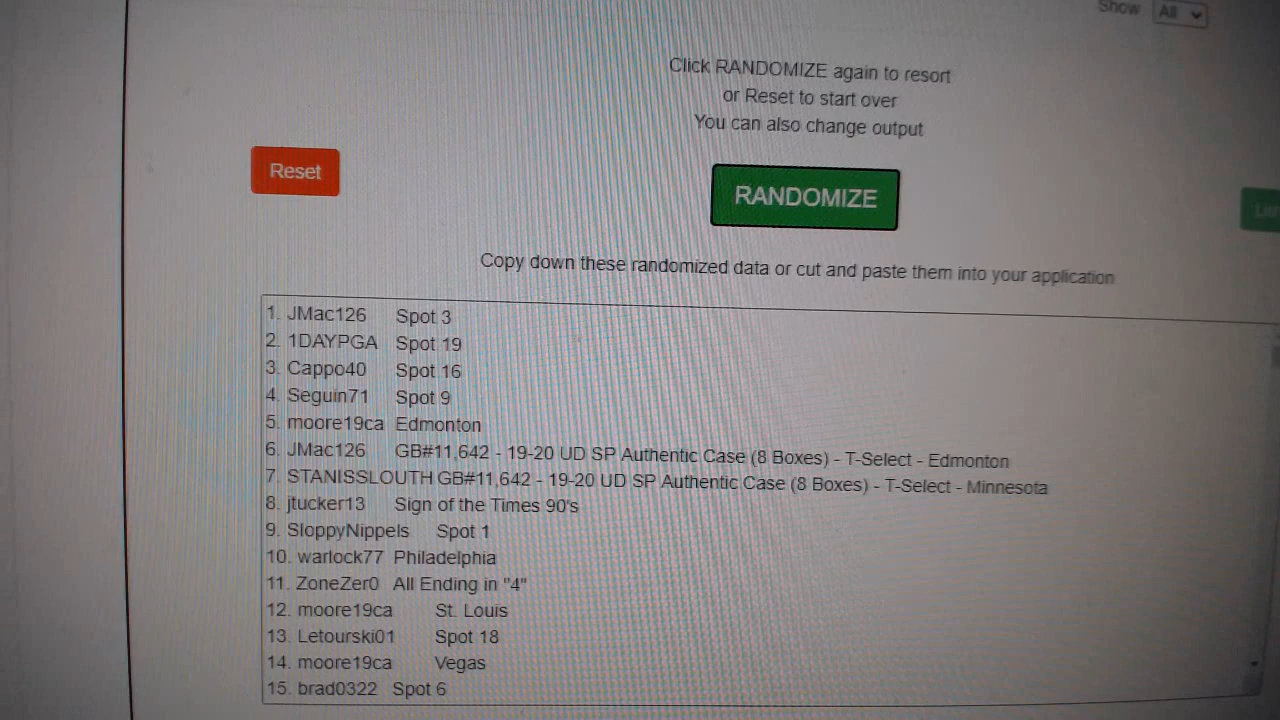 Show All
Click RANDOMIZE again to resort
or Reset to start over
You can also change output
Reset
RANDOMIZE
Copy down these randomized data or cut and paste them into your application
1. JMac126 Spot 3
2. 1DAYPGA Spot 19
3. Cappo40 Spot 16
4. Seguin71 Spot 9
5. moore19ca Edmonton
6. JMac126 GB#11,642 - 19-20 UD SP Authentic Case (8 Boxes) - T-Select - Edmonton
7. STANISSLOUTH GB#11,642 - 19-20 UD SP Authentic Case (8 Boxes) - T-Select - Minnesota
8. jtucker13 Sign of the Times 90's
9. SloppyNippels Spot 1
10. warlock77 Philadelphia
11. ZoneZer0 All Ending in "4"
12. moore19ca St. Louis
13. Letourski01 Spot 18
14. moore19ca Vegas
15. brad0322 Spot 6